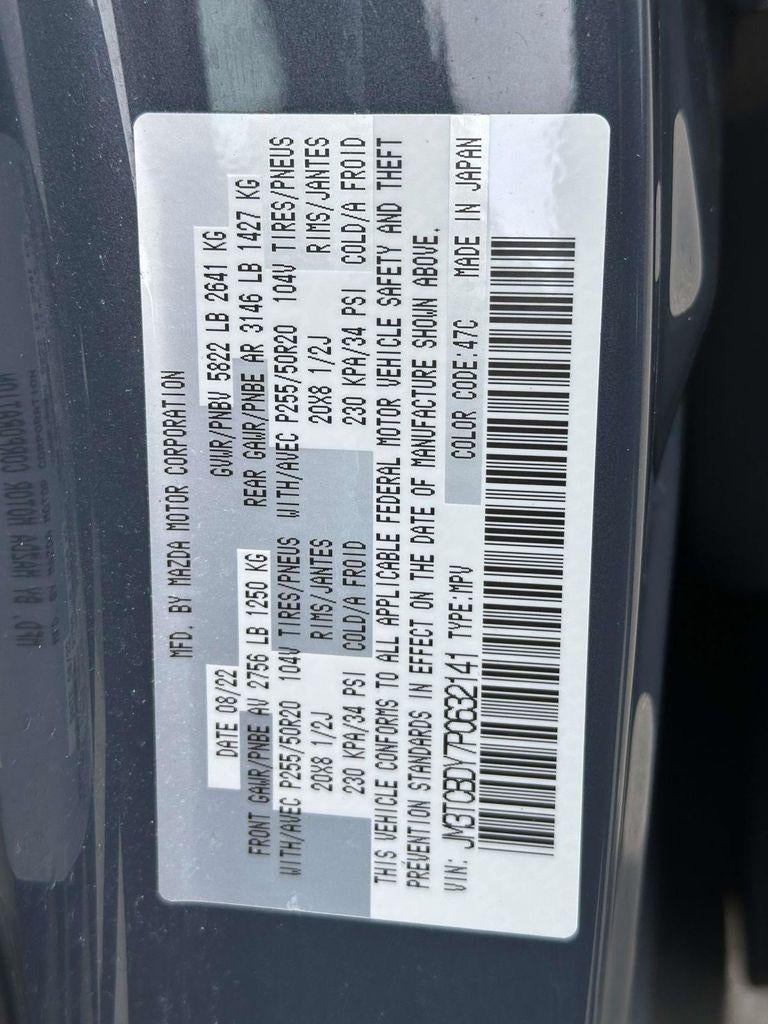 MFD. BY MAZDA MOTOR CORPORATION
DATE 08/22 GVWR/PNBV 5822 LB 2641 KG
FRONT GAWR/PNBE AV 2756 LB 1250 KG REAR GAWR/PNBE AR 3146 LB 1427 KG
WITH/AVEC P255/50R20 104V TIRES/PNEUS WITH/AVEC P255/50R20 104V TIRES/PNEUS
20X8 1/2J RIMS/JANTES 20X8 1/2J RIMS/JANTES
230 KPA/34 PSI COLD/A FROID 230 KPA/34 PSI COLD/A FROID
THIS VEHICLE CONFORMS TO ALL APPLICABLE FEDERAL MOTOR VEHICLE SAFETY AND THEFT
PREVENTION STANDARDS IN EFFECT ON THE DATE OF MANUFACTURE SHOWN ABOVE.
VIN: JM3TCBDY7P0632141 TYPE:MPV COLOR CODE:47C MADE IN JAPAN